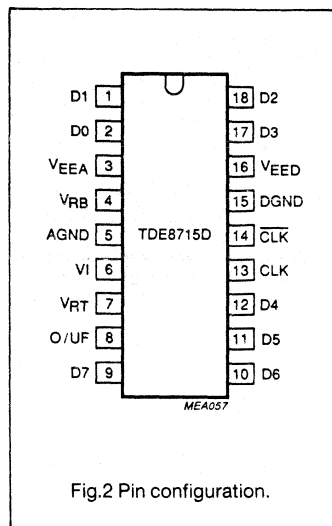 D1 1 18 D2
D0 2 17 D3
VEEA 3 16 VEED
VRB 4 15 DGND
AGND 5 TDE8715D 14 C̅L̅K̅
VI 6 13 CLK
VRT 7 12 D4
O/UF 8 11 D5
D7 9 10 D6
MEA057
Fig.2 Pin configuration.